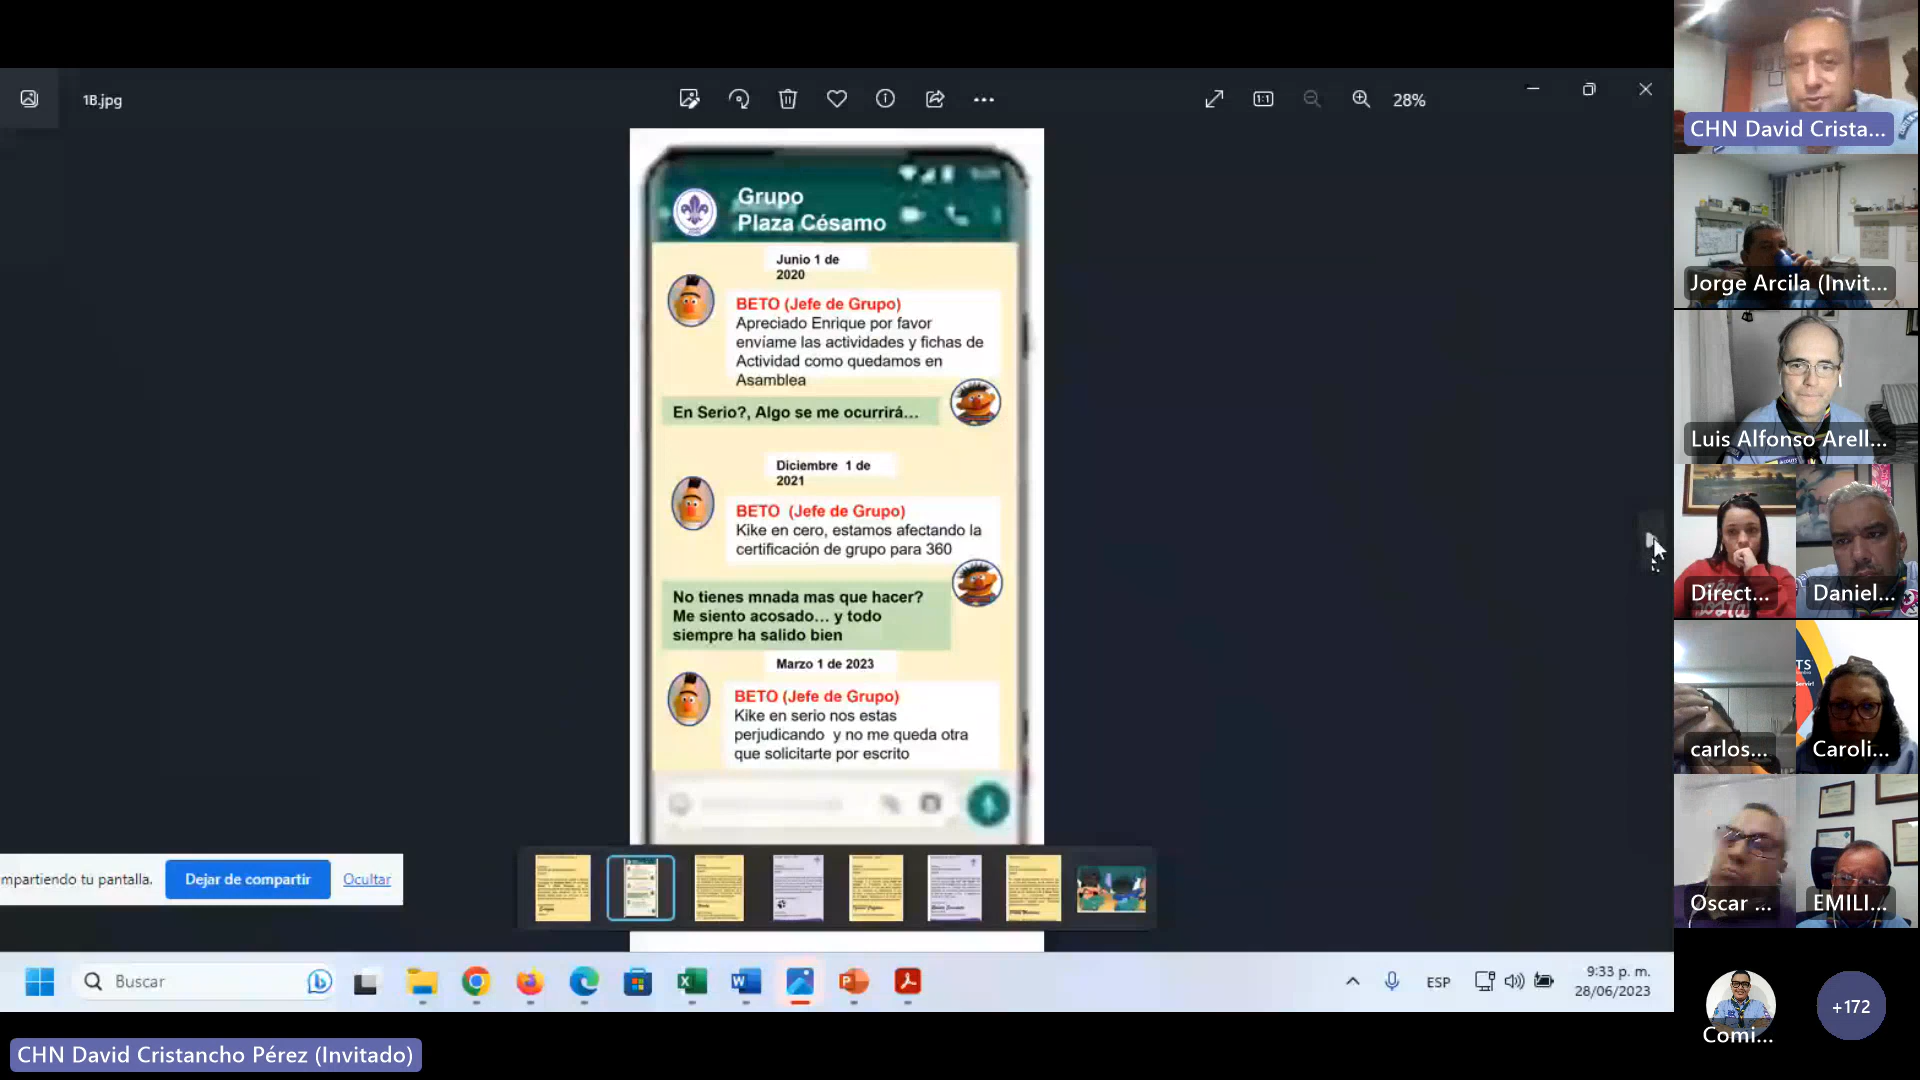 1B.jpg
28%
Grupo
Plaza Césamo
Junio 1 de
2020
BETO (Jefe de Grupo)
Apreciado Enrique por favor
envíame las actividades y fichas de
Actividad como quedamos en
Asamblea
En Serio?, Algo se me ocurrirá...
Diciembre 1 de
2021
BETO (Jefe de Grupo)
Kike en cero, estamos afectando la
certificación de grupo para 360
No tienes mnada mas que hacer?
Me siento acosado... y todo
siempre ha salido bien
Marzo 1 de 2023
BETO (Jefe de Grupo)
Kike en serio nos estas
perjudicando y no me queda otra
que solicitarte por escrito
mpartiendo tu pantalla.
Dejar de compartir
Ocultar
Buscar
ESP
9:33 p. m.
28/06/2023
CHN David Cristancho Pérez (Invitado)
CHN David Crista...
Jorge Arcila (Invit...
Luis Alfonso Arell...
Direct...
Daniel...
carlos...
Caroli...
Oscar ...
EMILI...
Comi...
+172